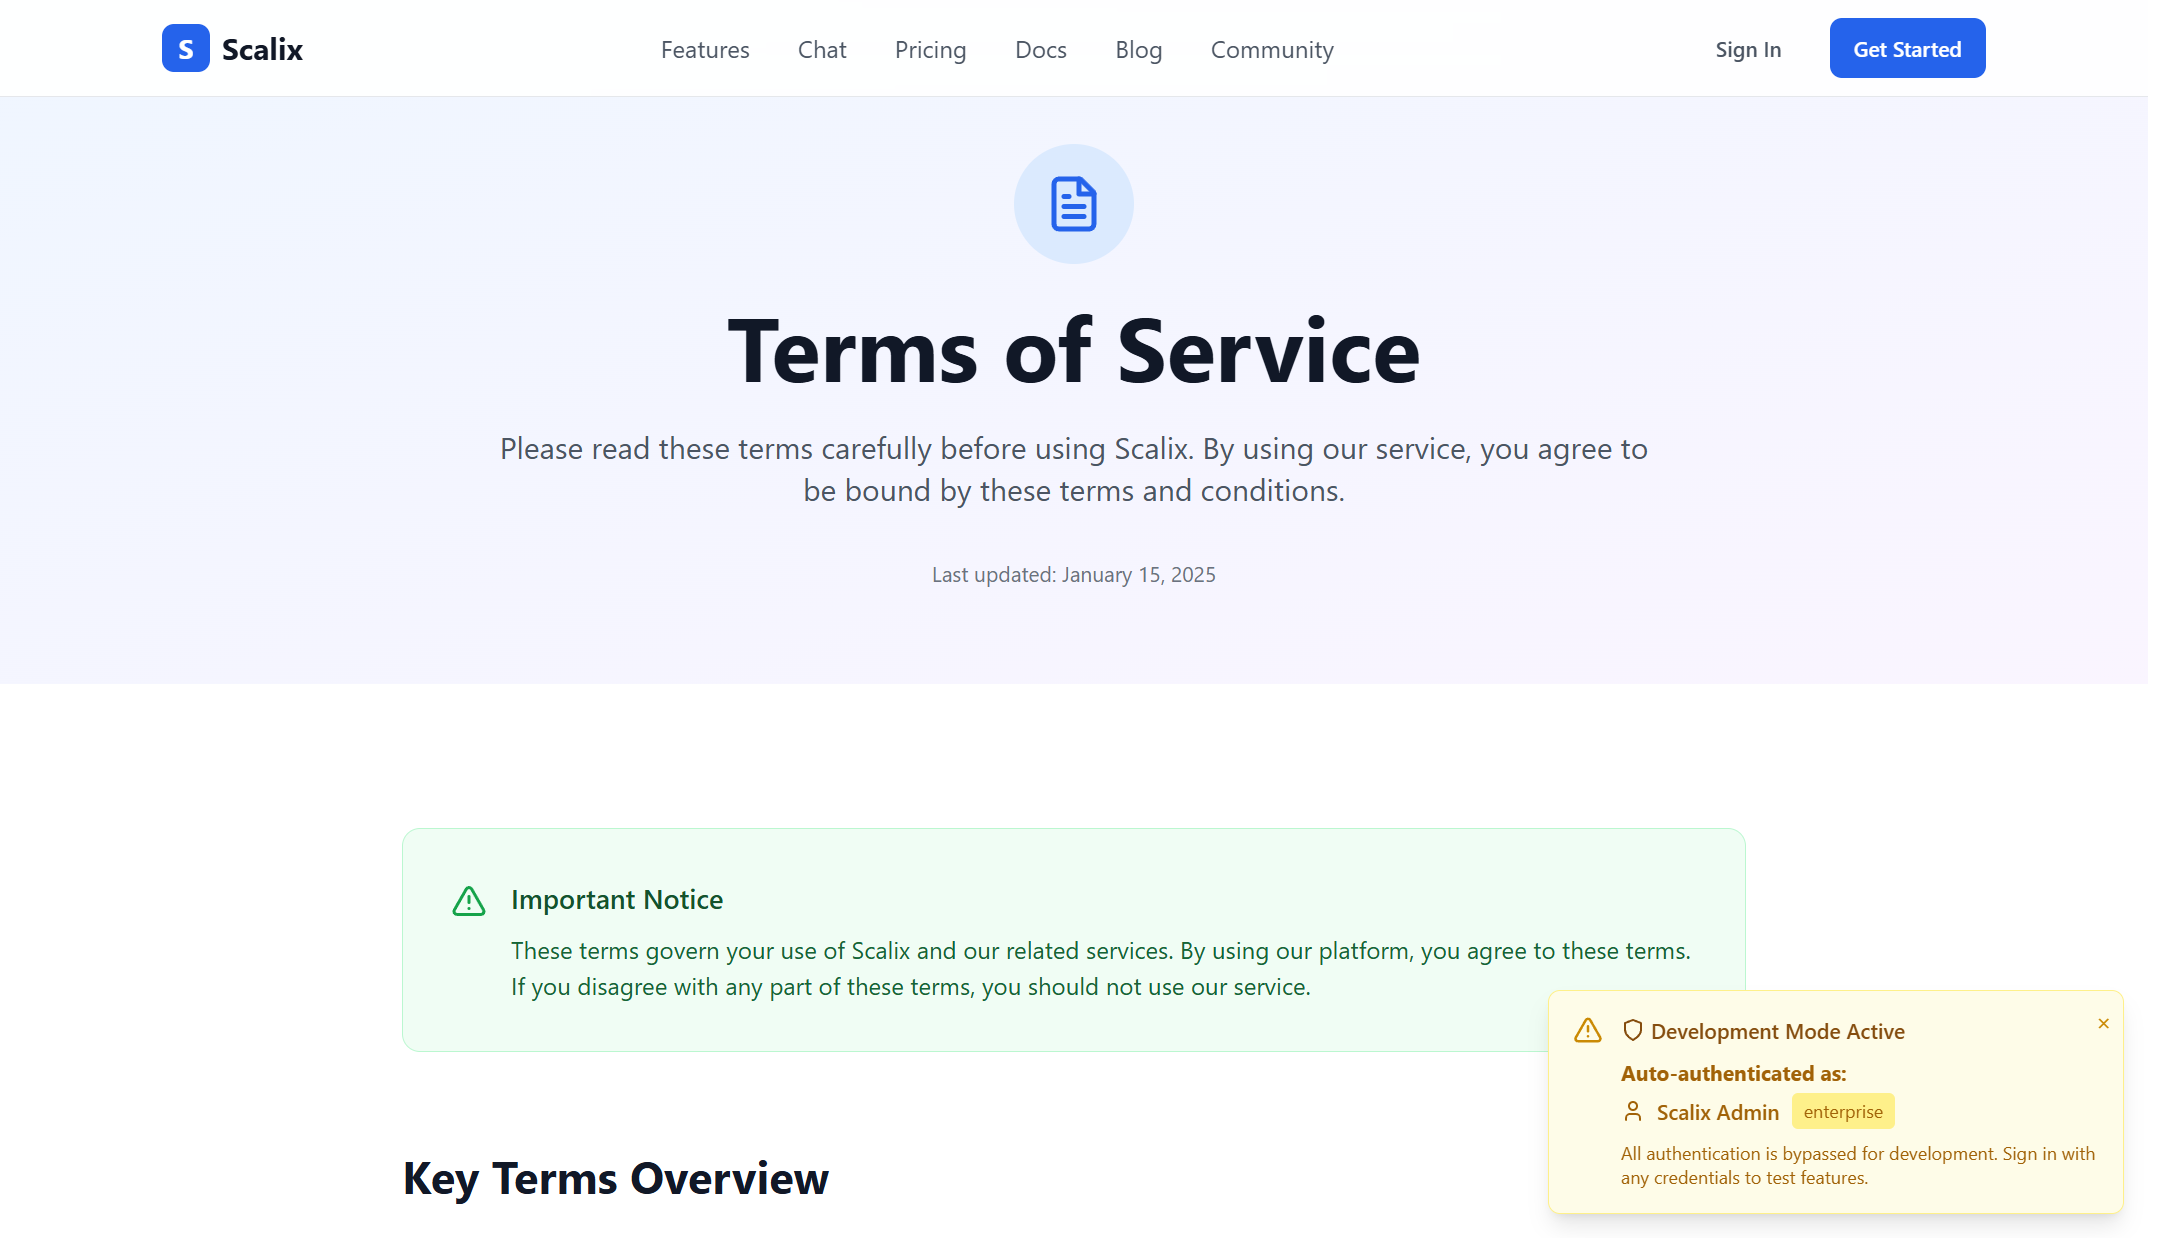 S Scalix
Features Chat Pricing Docs Blog Community
Sign In Get Started
Terms of Service
Please read these terms carefully before using Scalix. By using our service, you agree to
be bound by these terms and conditions.
Last updated: January 15, 2025
Important Notice
These terms govern your use of Scalix and our related services. By using our platform, you agree to these terms.
If you disagree with any part of these terms, you should not use our service.
Key Terms Overview
Development Mode Active
Auto-authenticated as:
Scalix Admin enterprise
All authentication is bypassed for development. Sign in with
any credentials to test features.